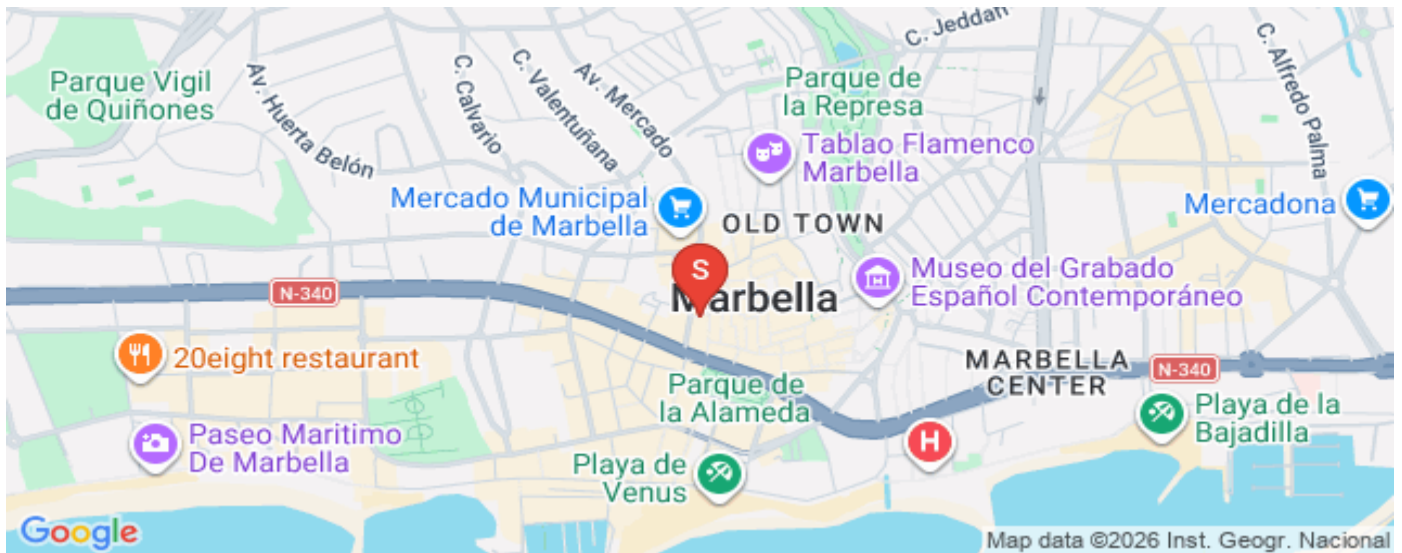 C. Jeddah
Parque Vigil
de Quiñones
Av. Huerta Belón
C. Calvario
C. Valentuñana
Av. Mercado
Parque de
la Represa
C. Alfredo Palma
Tablao Flamenco
Marbella
Mercado Municipal
de Marbella
OLD TOWN
Mercadona
S
Marbella
Museo del Grabado
Español Contemporáneo
N-340
20eight restaurant
MARBELLA
CENTER
N-340
Parque de
la Alameda
Paseo Maritimo
De Marbella
Playa de
Venus
H
Playa de la
Bajadilla
Google
Map data ©2026 Inst. Geogr. Nacional